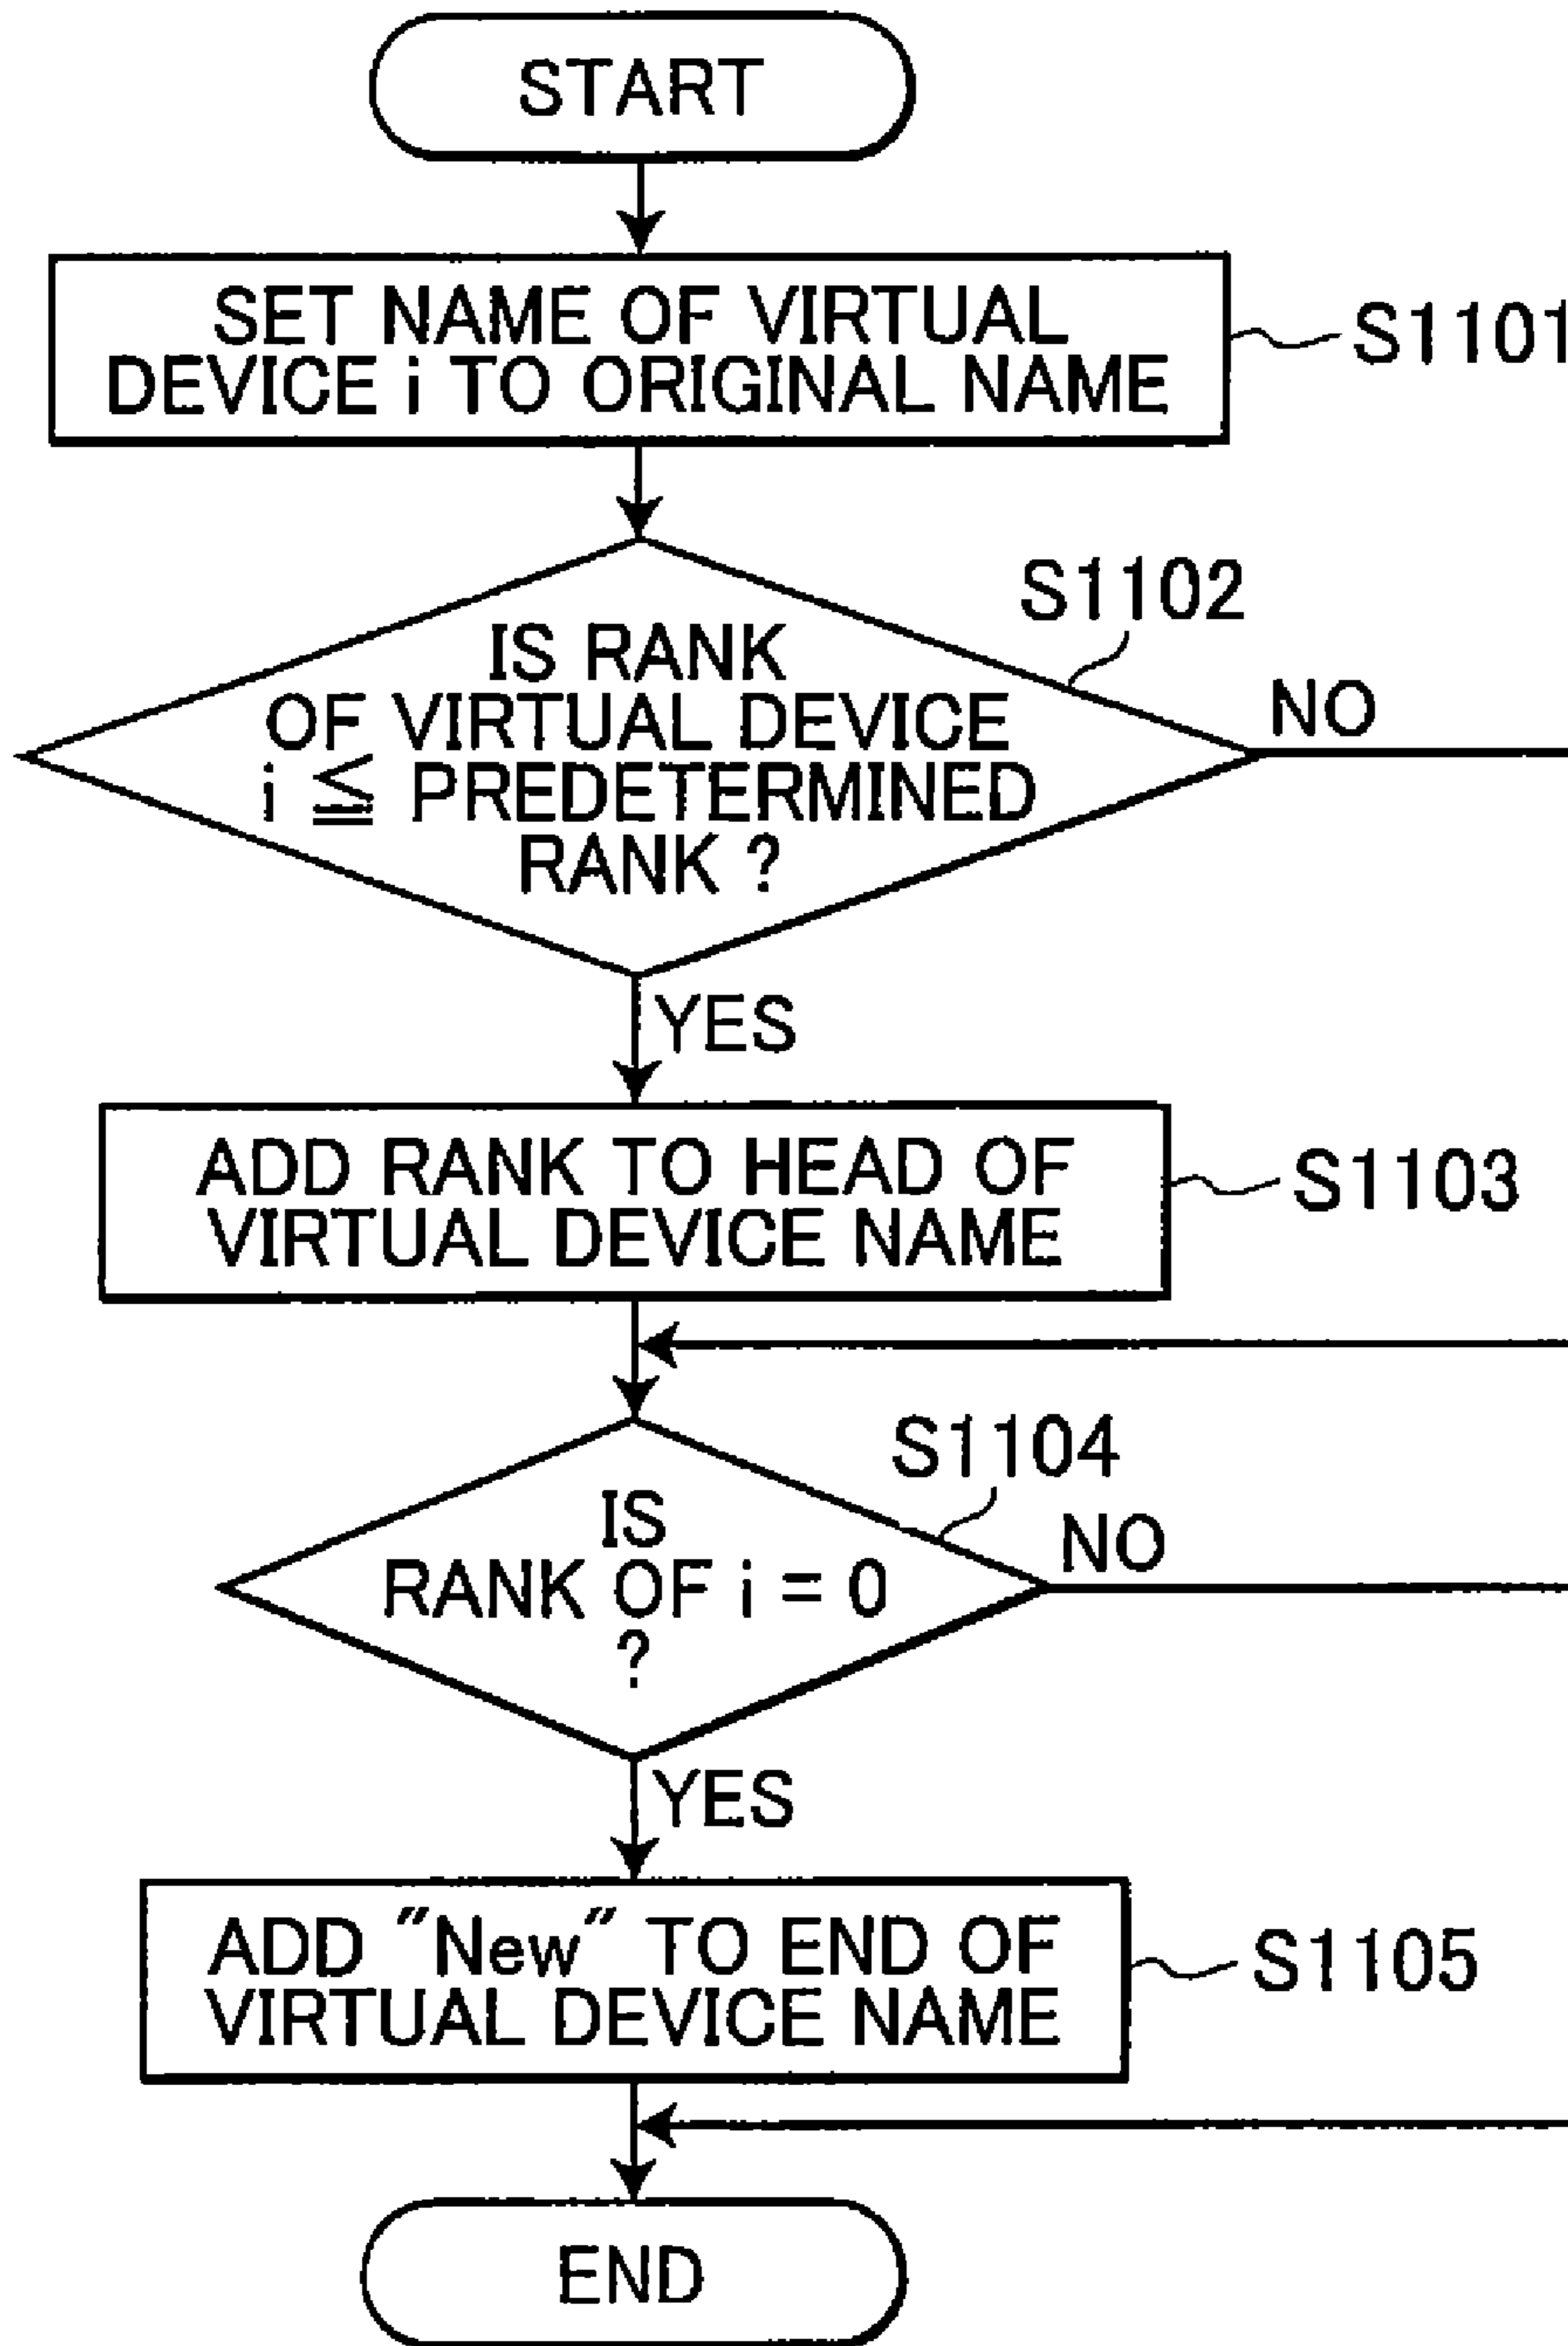 START
SET NAME OF VIRTUAL
DEVICE i TO ORIGINAL NAME
S1101
S1102
IS RANK
OF VIRTUAL DEVICE
i ≦ PREDETERMINED
RANK ?
NO
YES
ADD RANK TO HEAD OF
VIRTUAL DEVICE NAME
S1103
S1104
IS
RANK OF i = 0
?
NO
YES
ADD "New" TO END OF
VIRTUAL DEVICE NAME
S1105
END